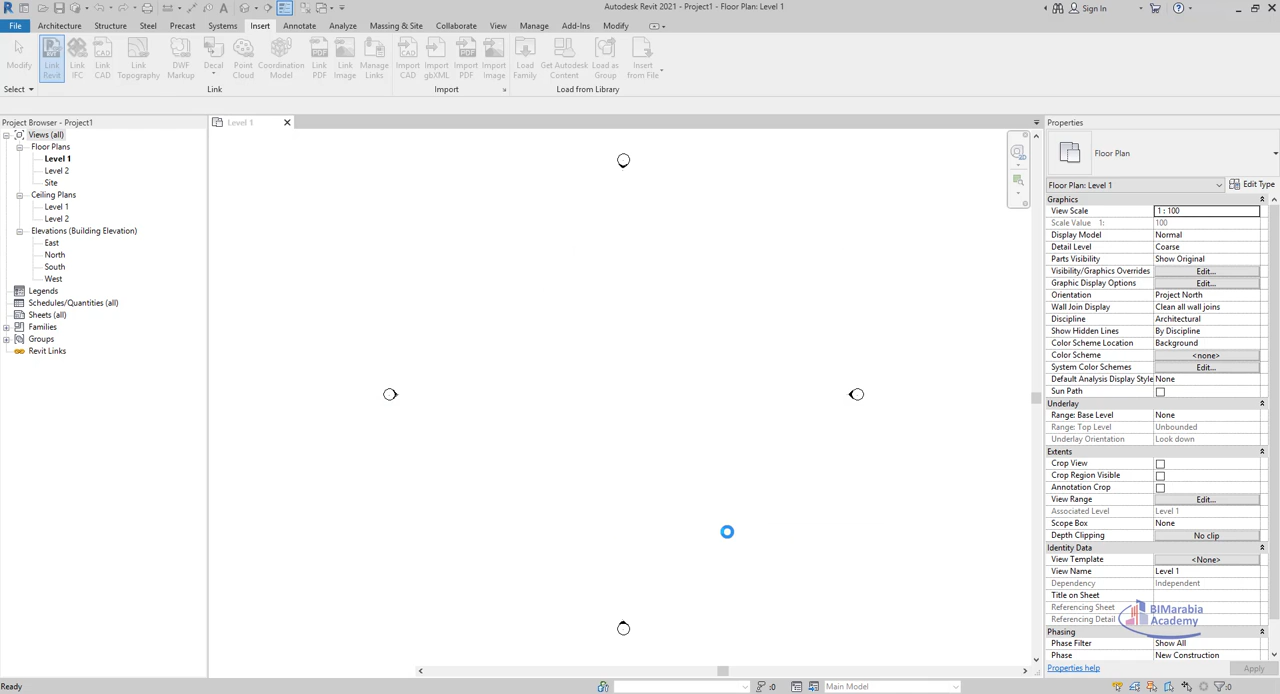 Autodesk Revit 2021 - Project1 - Floor Plan: Level 1
Sign In
File Architecture Structure Steel Precast Systems Insert Annotate Analyze Massing & Site Collaborate View Manage Add-Ins Modify
Modify
Link Revit
Link IFC
Link CAD
Link Topography
DWF Markup
Decal
Point Cloud
Coordination Model
Link PDF
Link Image
Manage Links
Import CAD
Import gbXML
Import PDF
Import Image
Load Family
Get Autodesk Content
Load as Group
Insert from File
Select Link Import Load from Library
Project Browser - Project1
Views (all)
Floor Plans
Level 1
Level 2
Site
Ceiling Plans
Level 1
Level 2
Elevations (Building Elevation)
East
North
South
West
Legends
Schedules/Quantities (all)
Sheets (all)
Families
Groups
Revit Links
Level 1
Properties
Floor Plan
Floor Plan: Level 1 Edit Type
Graphics
View Scale 1 : 100
Scale Value 1: 100
Display Model Normal
Detail Level Coarse
Parts Visibility Show Original
Visibility/Graphics Overrides Edit...
Graphic Display Options Edit...
Orientation Project North
Wall Join Display Clean all wall joins
Discipline Architectural
Show Hidden Lines By Discipline
Color Scheme Location Background
Color Scheme <none>
System Color Schemes Edit...
Default Analysis Display Style None
Sun Path
Underlay
Range: Base Level None
Range: Top Level Unbounded
Underlay Orientation Look down
Extents
Crop View
Crop Region Visible
Annotation Crop
View Range Edit...
Associated Level Level 1
Scope Box None
Depth Clipping No clip
Identity Data
View Template <None>
View Name Level 1
Dependency Independent
Title on Sheet
Referencing Sheet
Referencing Detail
BIMarabia
Academy
Phasing
Phase Filter Show All
Phase New Construction
Properties help Apply
Ready :0 Main Model :0